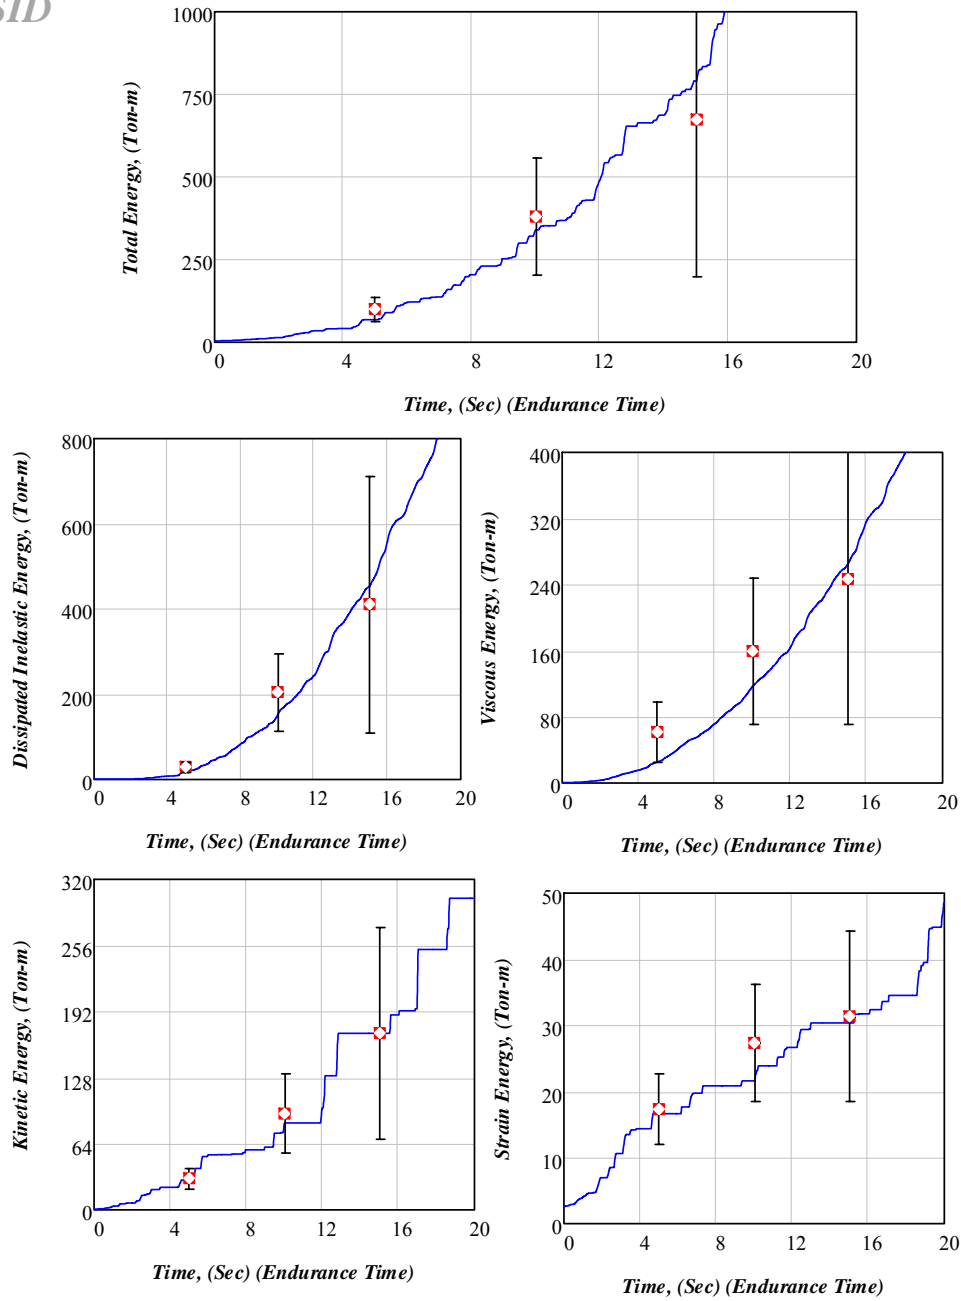 SID
1000
750
500
250
0
0 4 8 12 16 20
Total Energy, (Ton-m)
Time, (Sec) (Endurance Time)
800
600
400
200
0
0 4 8 12 16 20
Dissipated Inelastic Energy, (Ton-m)
Time, (Sec) (Endurance Time)
400
320
240
160
80
0
0 4 8 12 16 20
Viscous Energy, (Ton-m)
Time, (Sec) (Endurance Time)
320
256
192
128
64
0
0 4 8 12 16 20
Kinetic Energy, (Ton-m)
Time, (Sec) (Endurance Time)
50
40
30
20
10
0
0 4 8 12 16 20
Strain Energy, (Ton-m)
Time, (Sec) (Endurance Time)